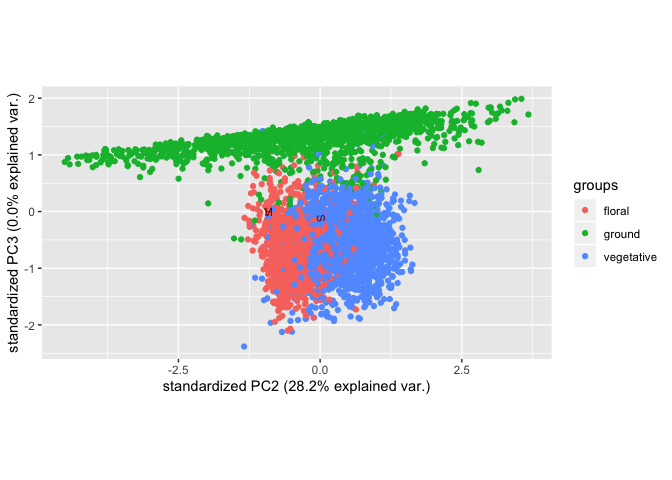 standardized PC3 (0.0% explained var.)
2
1
0
-1
-2
S
-2.5
0.0
2.5
standardized PC2 (28.2% explained var.)
groups
floral
ground
vegetative